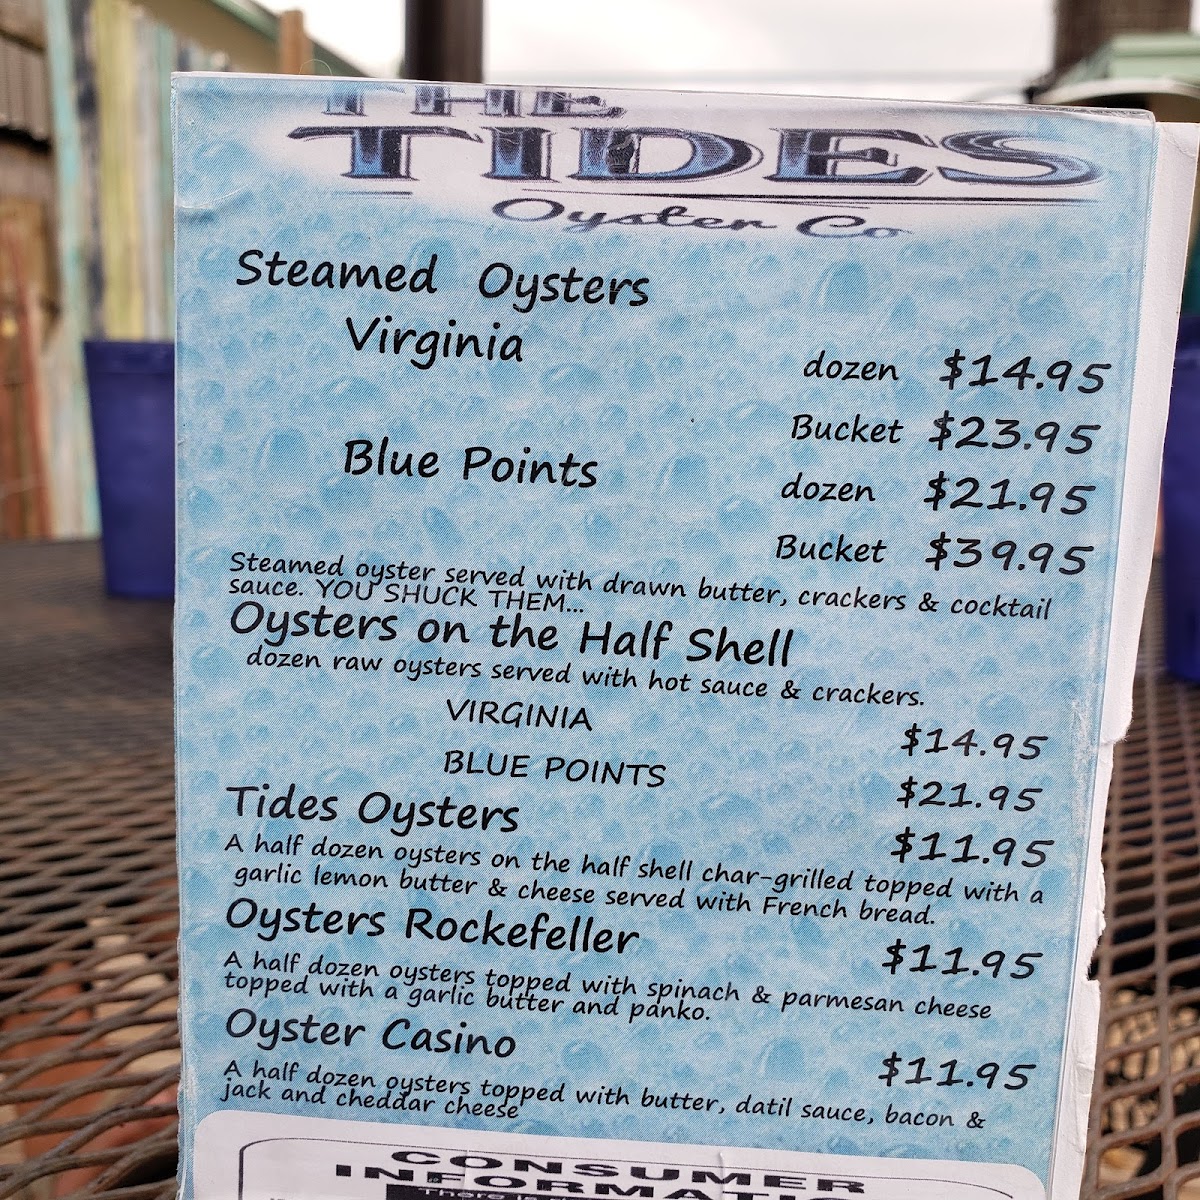 THE
TIDES
Oyster Co
Steamed Oysters
Virginia
dozen $14.95
Bucket $23.95
Blue Points
dozen $21.95
Bucket $39.95
Steamed oyster served with drawn butter, crackers & cocktail
sauce. YOU SHUCK THEM...
Oysters on the Half Shell
dozen raw oysters served with hot sauce & crackers.
VIRGINIA $14.95
BLUE POINTS $21.95
Tides Oysters $11.95
A half dozen oysters on the half shell char-grilled topped with a
garlic lemon butter & cheese served with French bread.
Oysters Rockefeller $11.95
A half dozen oysters topped with spinach & parmesan cheese
topped with a garlic butter and panko.
Oyster Casino $11.95
A half dozen oysters topped with butter, datil sauce, bacon &
jack and cheddar cheese
CONSUMER
INFORMATIO